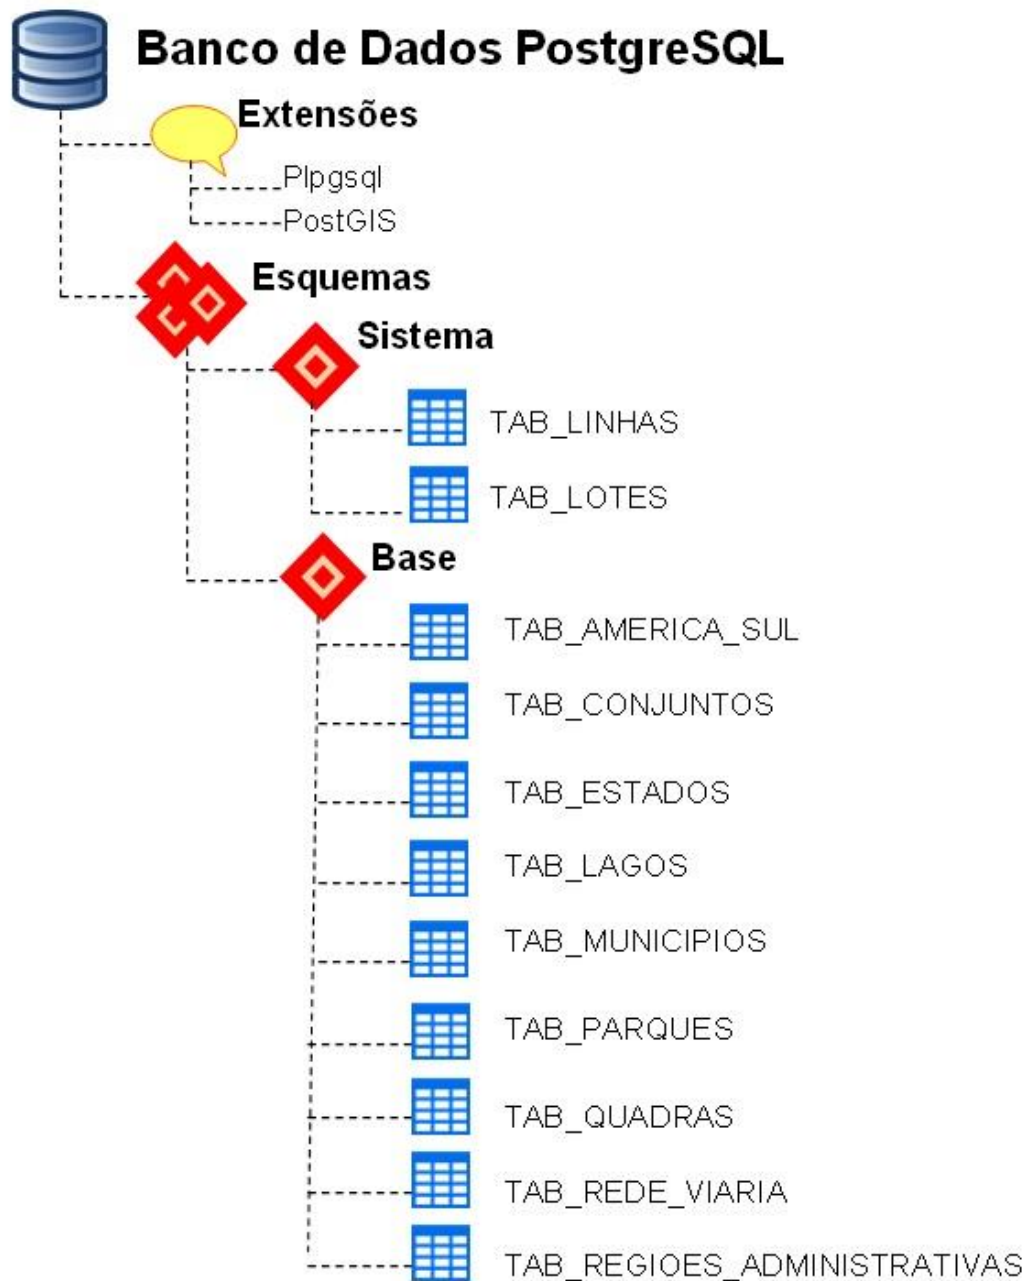 Banco de Dados PostgreSQL
Extensões
Plpgsql
PostGIS
Esquemas
Sistema
TAB_LINHAS
TAB_LOTES
Base
TAB_AMERICA_SUL
TAB_CONJUNTOS
TAB_ESTADOS
TAB_LAGOS
TAB_MUNICIPIOS
TAB_PARQUES
TAB_QUADRAS
TAB_REDE_VIARIA
TAB_REGIOES_ADMINISTRATIVAS